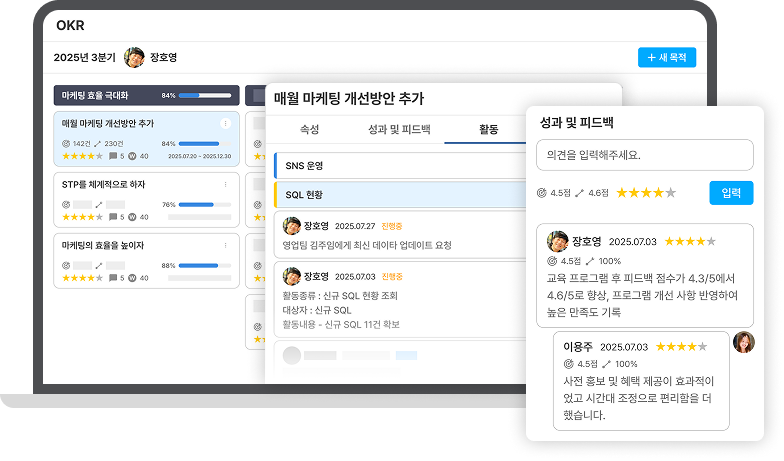 OKR
2025년 3분기 장호영
+ 새 목적
마케팅 효율 극대화 84%
매월 마케팅 개선방안 추가
142건 230건 84%
5 W 40 2025.07.20 ~ 2025.12.30
STP를 체계적으로 하자
76%
5 W 40
마케팅의 효율을 높이자
88%
5 W 40
매월 마케팅 개선방안 추가
속성 성과 및 피드백 활동
SNS 운영
SQL 현황
장호영 2025.07.27 진행중
영업팀 김주임에게 최신 데이타 업데이트 요청
장호영 2025.07.03 진행중
활동종류 : 신규 SQL 현황 조회
대상자 : 신규 SQL
활동내용 - 신규 SQL 11건 확보
성과 및 피드백
의견을 입력해주세요.
4.5점 4.6점 입력
장호영 2025.07.03
4.5점 100%
교육 프로그램 후 피드백 점수가 4.3/5에서
4.6/5로 향상, 프로그램 개선 사항 반영하여
높은 만족도 기록
이용주 2025.07.03
4.5점 100%
사전 홍보 및 혜택 제공이 효과적이
었고 시간대 조정으로 편리함을 더
했습니다.